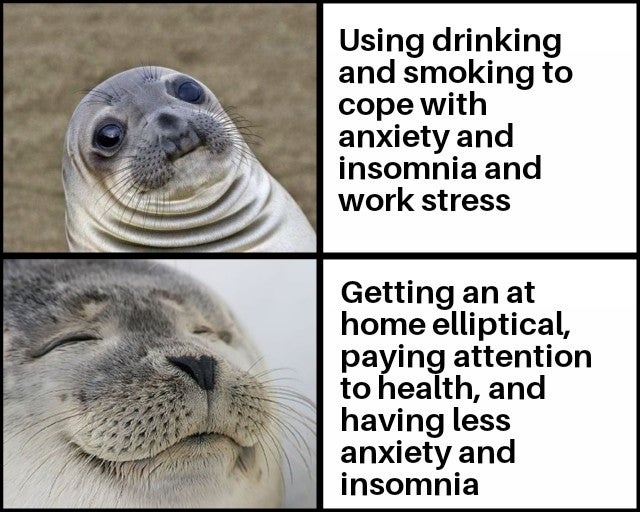 Using drinking
and smoking to
cope with
anxiety and
insomnia and
work stress
Getting an at
home elliptical,
paying attention
to health, and
having less
anxiety and
insomnia